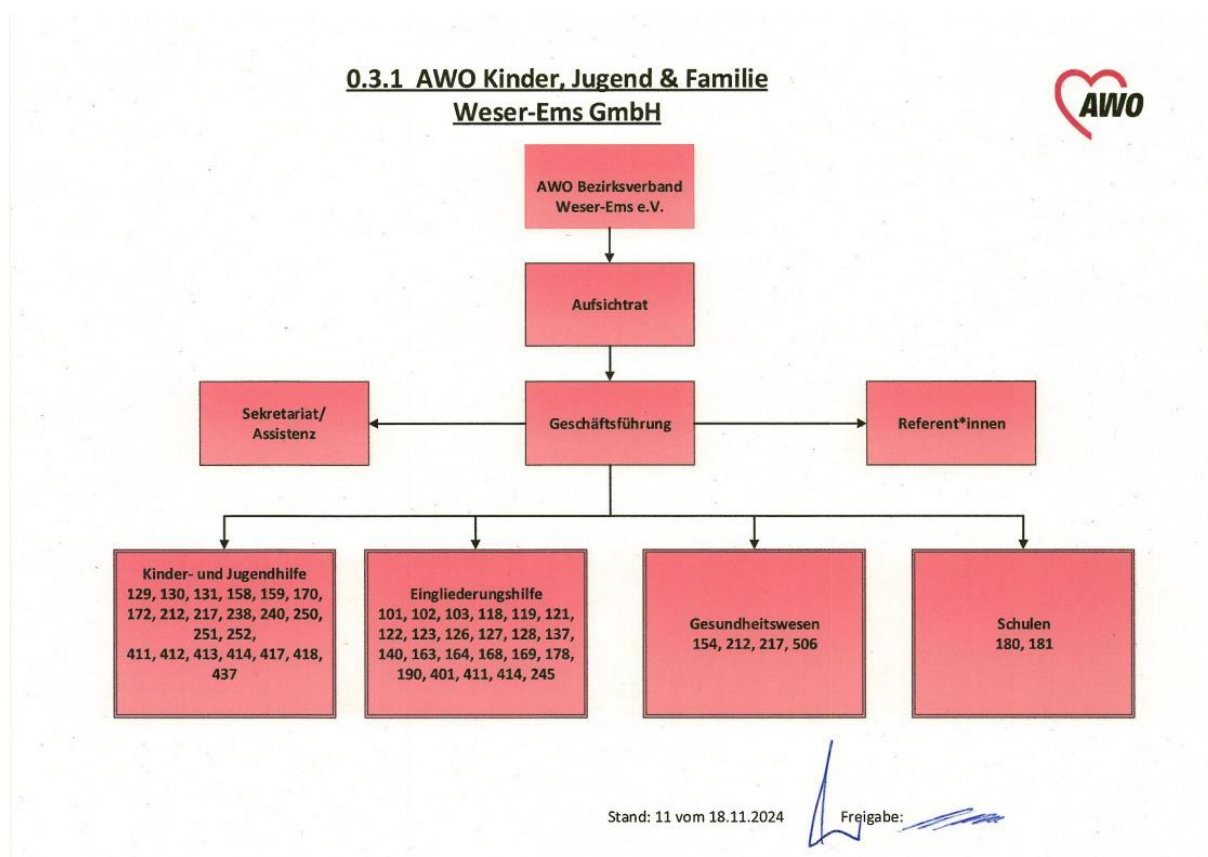 0.3.1 AWO Kinder, Jugend & Familie
Weser-Ems GmbH
AWO
AWO Bezirksverband
Weser-Ems e.V.
Aufsichtrat
Sekretariat/
Assistenz
Geschäftsführung
Referent*innen
Kinder- und Jugendhilfe
129, 130, 131, 158, 159, 170,
172, 212, 217, 238, 240, 250,
251, 252,
411, 412, 413, 414, 417, 418,
437
Eingliederungshilfe
101, 102, 103, 118, 119, 121,
122, 123, 126, 127, 128, 137,
140, 163, 164, 168, 169, 178,
190, 401, 411, 414, 245
Gesundheitswesen
154, 212, 217, 506
Schulen
180, 181
Stand: 11 vom 18.11.2024
Freigabe: